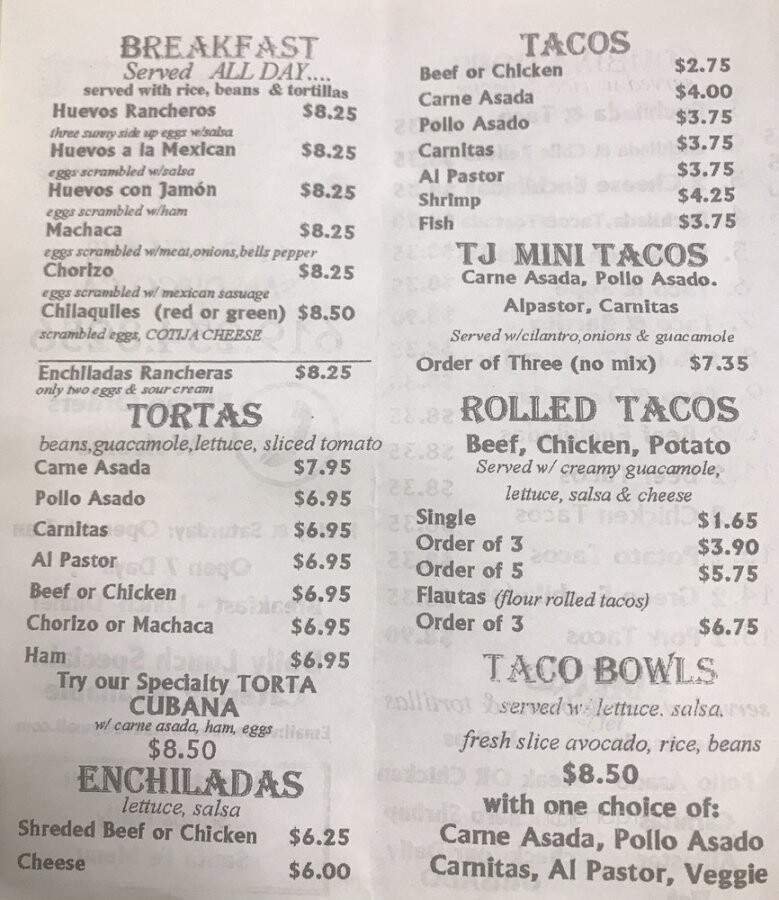 BREAKFAST
Served ALL DAY....
served with rice, beans & tortillas
Huevos Rancheros $8.25
three sunny side up eggs w/salsa
Huevos a la Mexican $8.25
eggs scrambled w/salsa
Huevos con Jamón $8.25
eggs scrambled w/ham
Machaca $8.25
eggs scrambled w/meat,onions,bells pepper
Chorizo $8.25
eggs scrambled w/ mexican sasuage
Chilaquiles (red or green) $8.50
scrambled eggs, COTIJA CHEESE
Enchiladas Rancheras $8.25
only two eggs & sour cream
TORTAS
beans,guacamole,lettuce, sliced tomato
Carne Asada $7.95
Pollo Asado $6.95
Carnitas $6.95
Al Pastor $6.95
Beef or Chicken $6.95
Chorizo or Machaca $6.95
Ham $6.95
Try our Specialty TORTA
CUBANA
w/ carne asada, ham, eggs
$8.50
ENCHILADAS
lettuce, salsa
Shreded Beef or Chicken $6.25
Cheese $6.00
TACOS
Beef or Chicken $2.75
Carne Asada $4.00
Pollo Asado $3.75
Carnitas $3.75
Al Pastor $3.75
Shrimp $4.25
Fish $3.75
TJ MINI TACOS
Carne Asada, Pollo Asado.
Alpastor, Carnitas
Served w/cilantro,onions & guacamole
Order of Three (no mix) $7.35
ROLLED TACOS
Beef, Chicken, Potato
Served w/ creamy guacamole,
lettuce, salsa & cheese
Single $1.65
Order of 3 $3.90
Order of 5 $5.75
Flautas (flour rolled tacos)
Order of 3 $6.75
TACO BOWLS
served w/ lettuce. salsa.
fresh slice avocado, rice, beans
$8.50
with one choice of:
Carne Asada, Pollo Asado
Carnitas, Al Pastor, Veggie